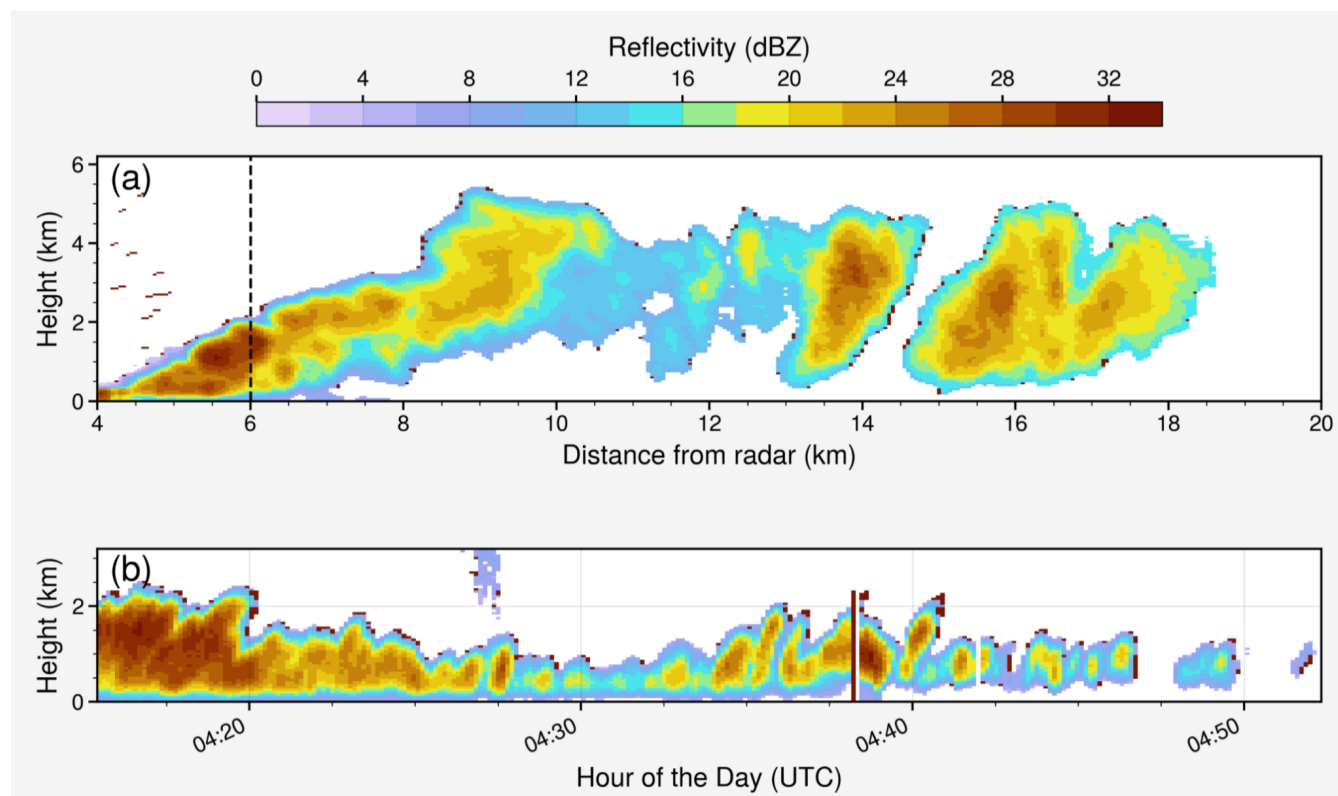 Reflectivity (dBZ)
0 4 8 12 16 20 24 28 32
(a)
Height (km)
6
4
2
0
4 6 8 10 12 14 16 18 20
Distance from radar (km)
(b)
Height (km)
2
0
04:20 04:30 04:40 04:50
Hour of the Day (UTC)